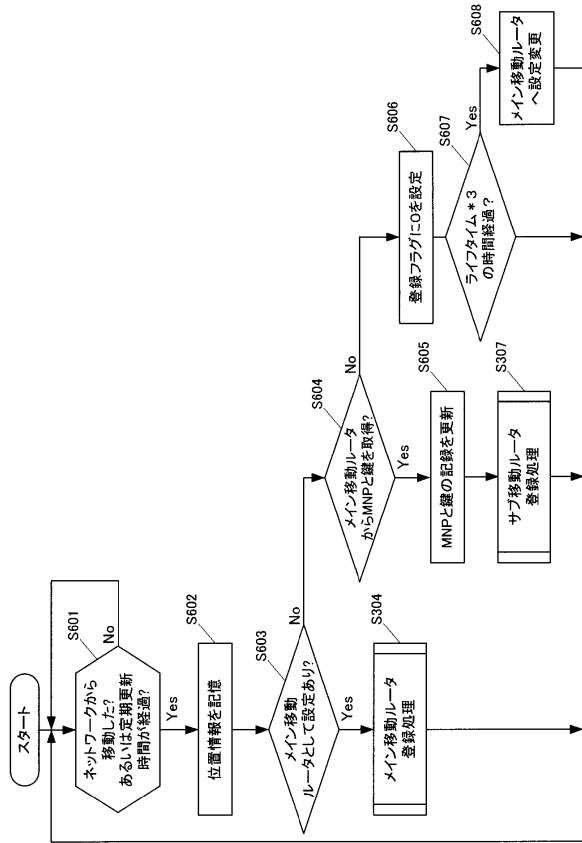 スタート
S601
ネットワークから
移動した?
あるいは定期更新
時間が経過?
No
Yes
S602
位置情報を記憶
S603
メイン移動
ルータとして設定あり?
No
Yes
S304
メイン移動ルータ
登録処理
S604
メイン移動ルータ
からMNPと鍵を取得?
No
Yes
S605
MNPと鍵の記録を更新
S307
サブ移動ルータ
登録処理
S606
登録フラグに0を設定
S607
ライフタイム*3
の時間経過?
Yes
S608
メイン移動ルータ
へ設定変更